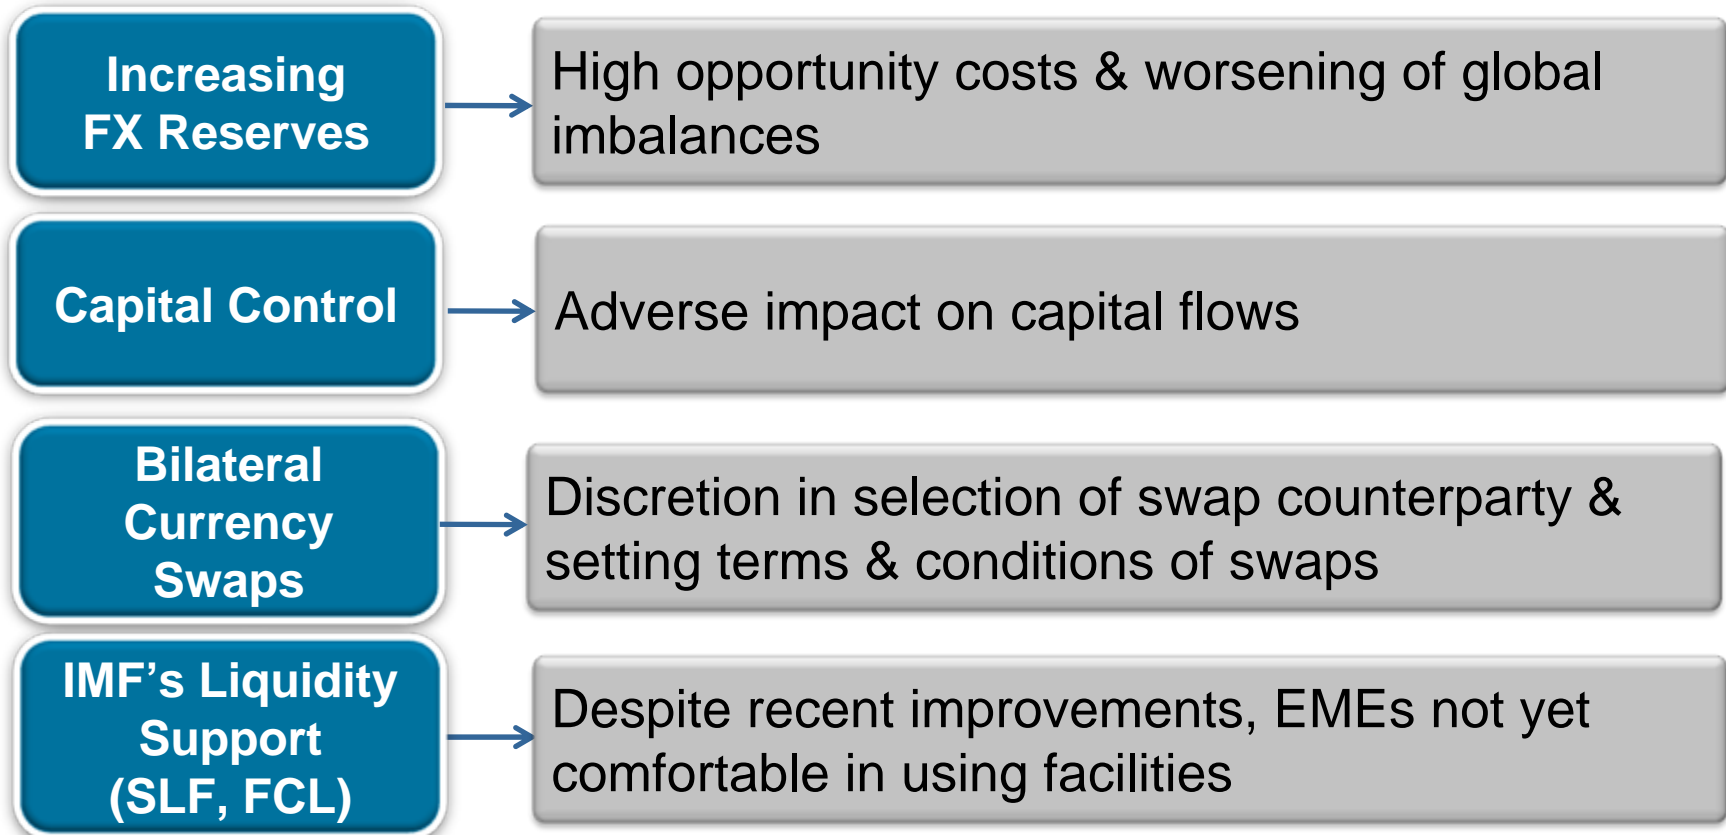 Increasing
FX Reserves
High opportunity costs & worsening of global
imbalances
Capital Control
Adverse impact on capital flows
Bilateral
Currency
Swaps
Discretion in selection of swap counterparty &
setting terms & conditions of swaps
IMF’s Liquidity
Support
(SLF, FCL)
Despite recent improvements, EMEs not yet
comfortable in using facilities